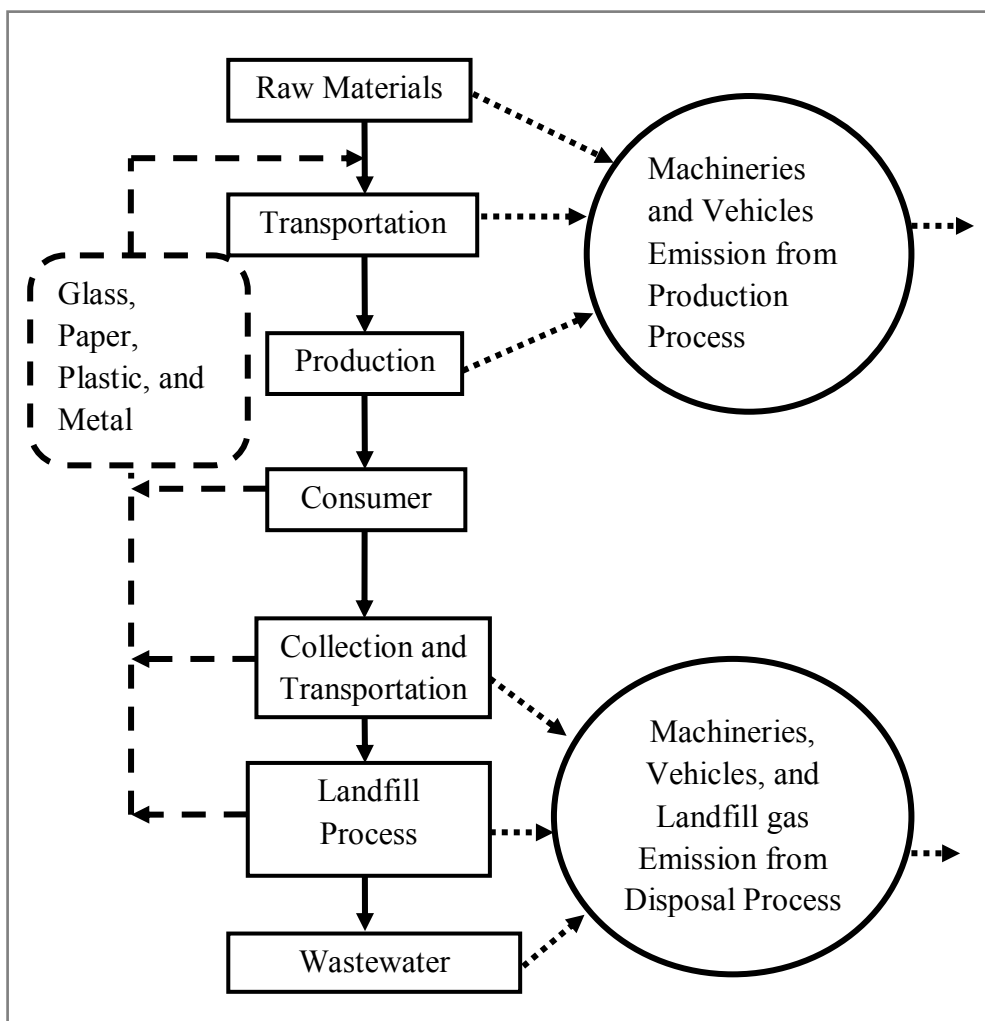 Raw Materials
Transportation
Machineries
and Vehicles
Emission from
Production
Process
Glass,
Paper,
Plastic, and
Metal
Production
Consumer
Collection and
Transportation
Landfill
Process
Machineries,
Vehicles, and
Landfill gas
Emission from
Disposal Process
Wastewater